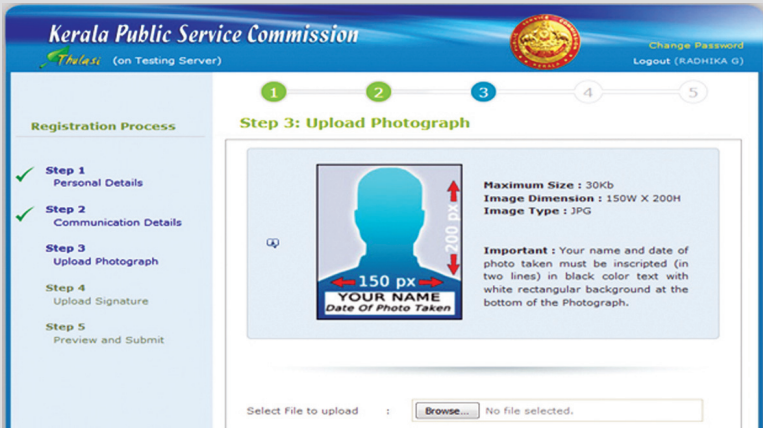 Kerala Public Service Commission
Thulasi (on Testing Server)
Change Password
Logout (RADHIKA G)
1 2 3 4 5
Registration Process
Step 1
Personal Details
Step 2
Communication Details
Step 3
Upload Photograph
Step 4
Upload Signature
Step 5
Preview and Submit
Step 3: Upload Photograph
200 px
150 px
YOUR NAME
Date Of Photo Taken
Maximum Size : 30Kb
Image Dimension : 150W X 200H
Image Type : JPG
Important : Your name and date of
photo taken must be inscripted (in
two lines) in black color text with
white rectangular background at the
bottom of the Photograph.
Select File to upload :
Browse... No file selected.